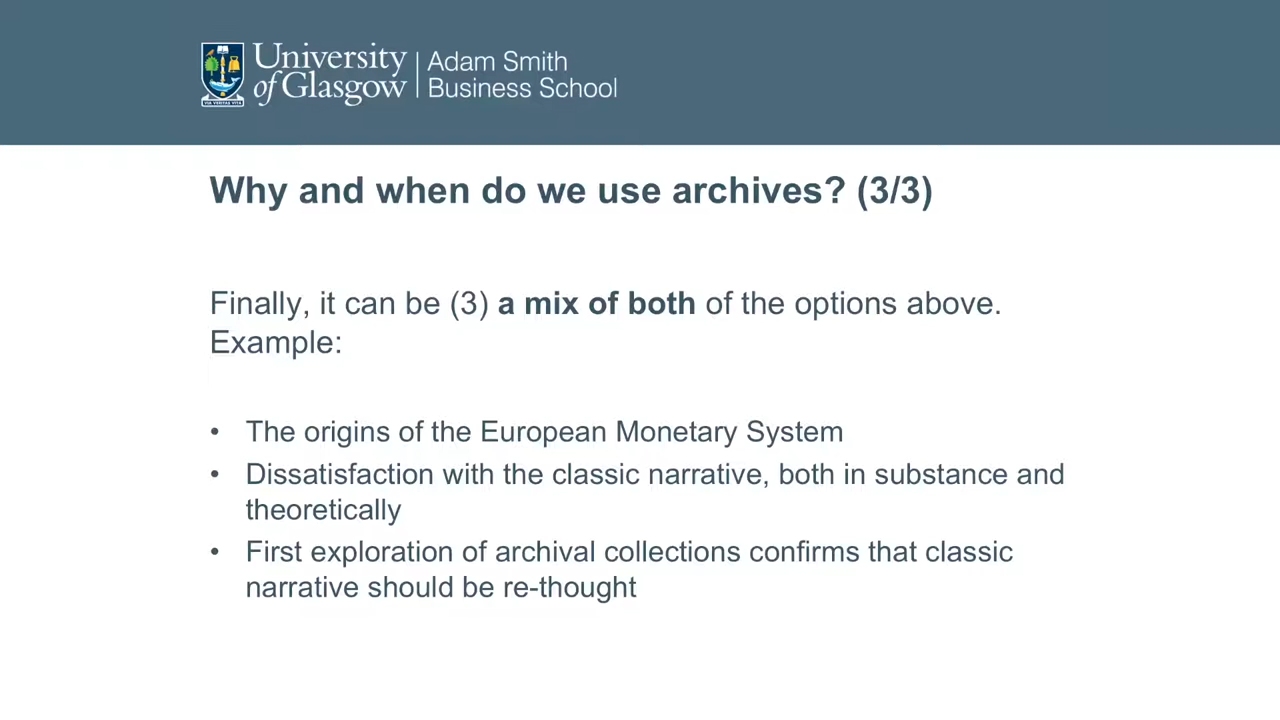 University
of Glasgow
Adam Smith
Business School
VIA VERITAS VITA
Why and when do we use archives? (3/3)
Finally, it can be (3) a mix of both of the options above.
Example:
• The origins of the European Monetary System
• Dissatisfaction with the classic narrative, both in substance and
theoretically
• First exploration of archival collections confirms that classic
narrative should be re-thought